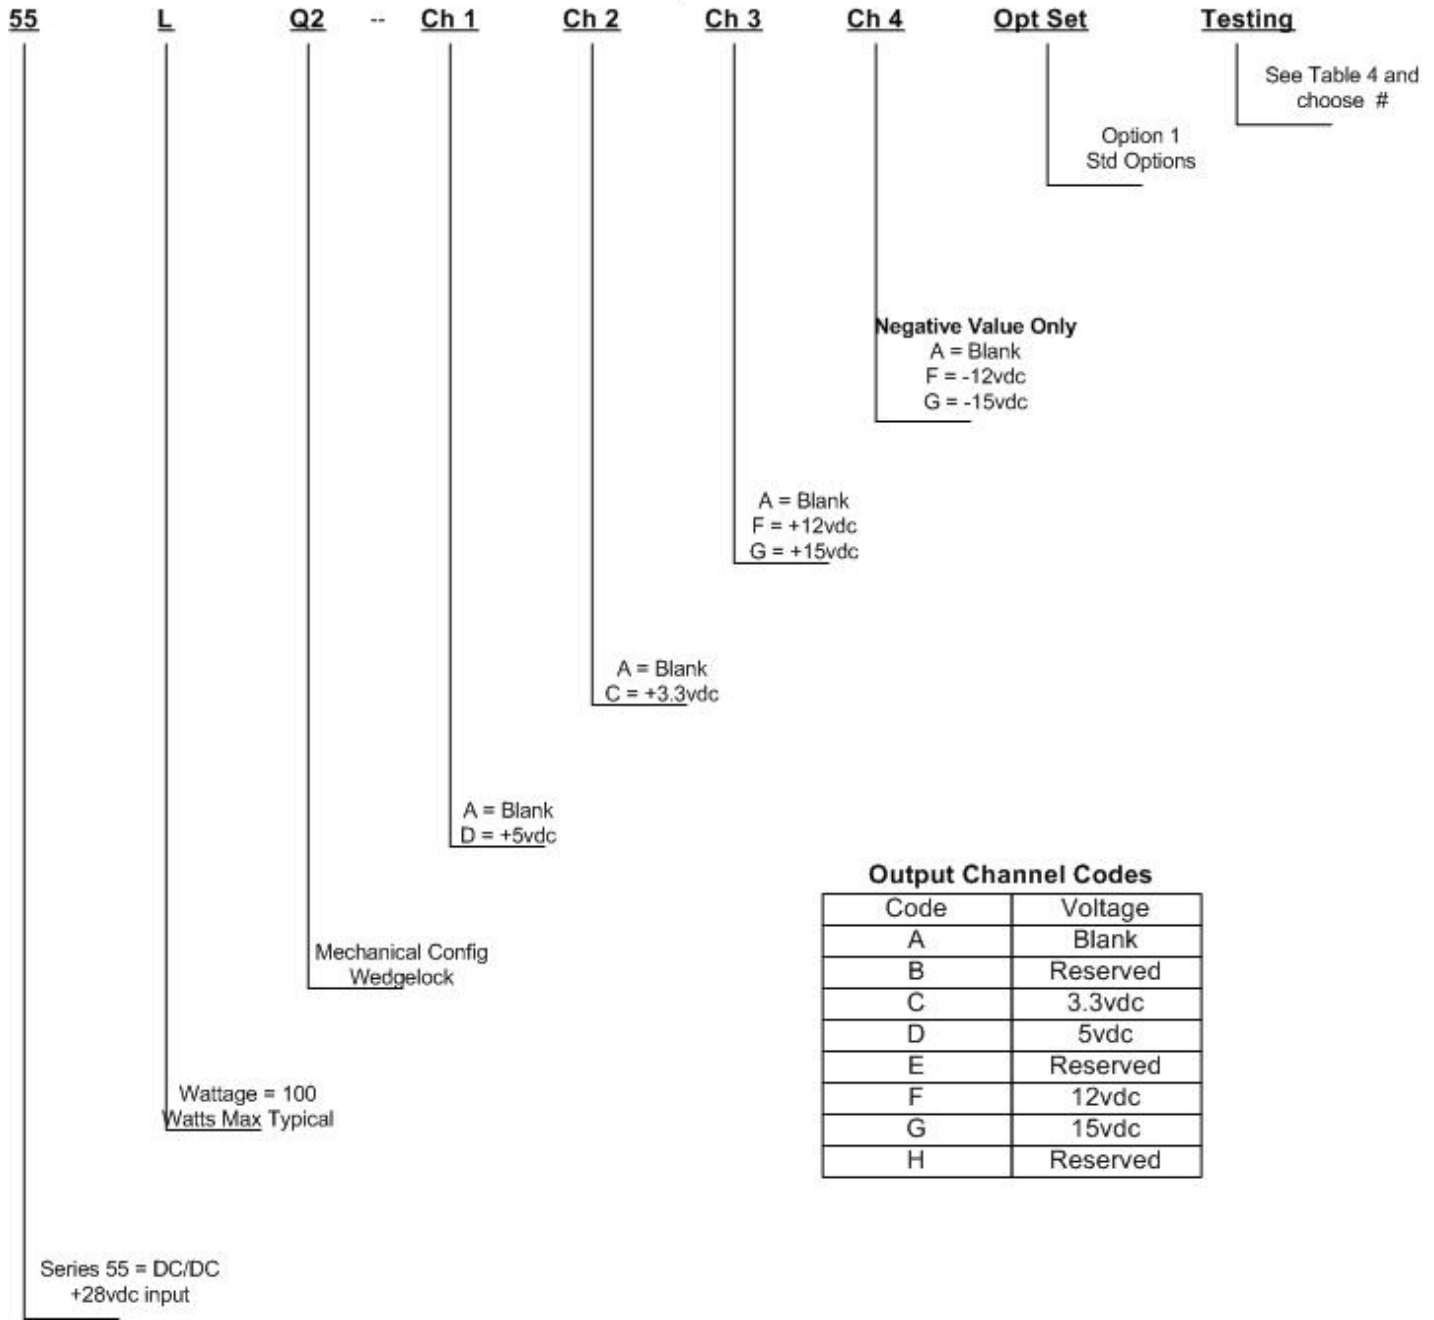 55 L Q2 -- Ch 1 Ch 2 Ch 3 Ch 4 Opt Set Testing
See Table 4 and
choose #
Option 1
Std Options
Negative Value Only
A = Blank
F = -12vdc
G = -15vdc
A = Blank
F = +12vdc
G = +15vdc
A = Blank
C = +3.3vdc
A = Blank
D = +5vdc
Mechanical Config
Wedgelock
Wattage = 100
Watts Max Typical
Series 55 = DC/DC
+28vdc input
Output Channel Codes
Code Voltage
A Blank
B Reserved
C 3.3vdc
D 5vdc
E Reserved
F 12vdc
G 15vdc
H Reserved